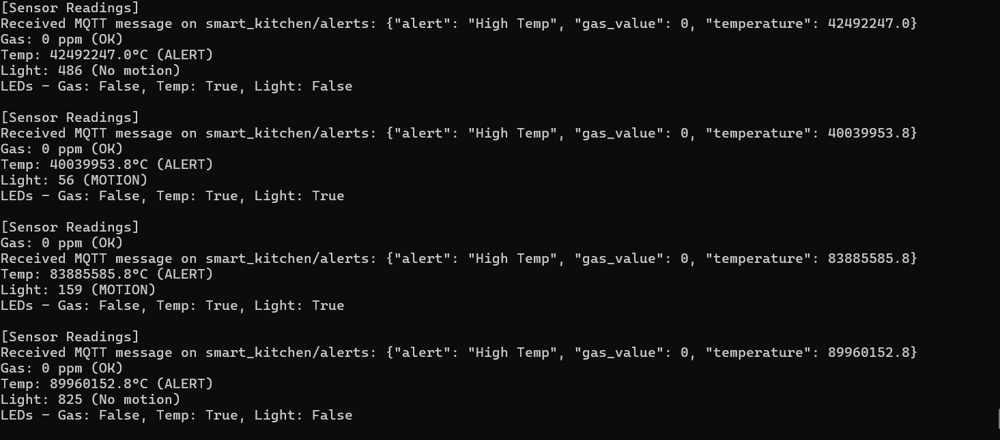 [Sensor Readings]
Received MQTT message on smart_kitchen/alerts: {"alert": "High Temp", "gas_value": 0, "temperature": 42492247.0}
Gas: 0 ppm (OK)
Temp: 42492247.0°C (ALERT)
Light: 486 (No motion)
LEDs - Gas: False, Temp: True, Light: False

[Sensor Readings]
Received MQTT message on smart_kitchen/alerts: {"alert": "High Temp", "gas_value": 0, "temperature": 40039953.8}
Gas: 0 ppm (OK)
Temp: 40039953.8°C (ALERT)
Light: 56 (MOTION)
LEDs - Gas: False, Temp: True, Light: True

[Sensor Readings]
Gas: 0 ppm (OK)
Received MQTT message on smart_kitchen/alerts: {"alert": "High Temp", "gas_value": 0, "temperature": 83885585.8}
Temp: 83885585.8°C (ALERT)
Light: 159 (MOTION)
LEDs - Gas: False, Temp: True, Light: True

[Sensor Readings]
Received MQTT message on smart_kitchen/alerts: {"alert": "High Temp", "gas_value": 0, "temperature": 89960152.8}
Gas: 0 ppm (OK)
Temp: 89960152.8°C (ALERT)
Light: 825 (No motion)
LEDs - Gas: False, Temp: True, Light: False